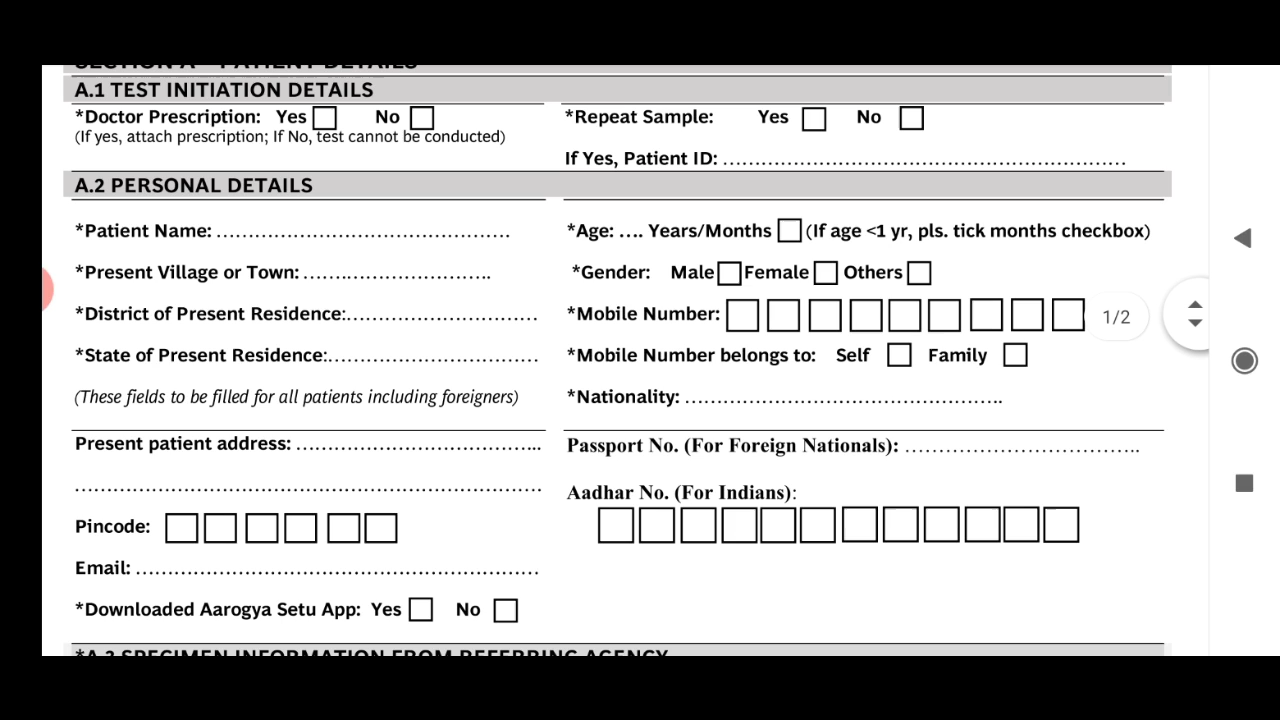 SECTION A - PATIENT DETAILS
A.1 TEST INITIATION DETAILS
*Doctor Prescription: Yes No
(If yes, attach prescription; If No, test cannot be conducted)
*Repeat Sample: Yes No
If Yes, Patient ID: ..............................................................
A.2 PERSONAL DETAILS
*Patient Name: ..............................................
*Present Village or Town: ..............................
*District of Present Residence:..............................
*State of Present Residence:.................................
(These fields to be filled for all patients including foreigners)
*Age: .... Years/Months (If age <1 yr, pls. tick months checkbox)
*Gender: Male Female Others
*Mobile Number:
1/2
*Mobile Number belongs to: Self Family
*Nationality: ..................................................
Present patient address: .......................................
.........................................................................
Pincode:
Email: ...............................................................
*Downloaded Aarogya Setu App: Yes No
Passport No. (For Foreign Nationals): .....................................
Aadhar No. (For Indians):
*A.3 SPECIMEN INFORMATION FROM REFERRING AGENCY